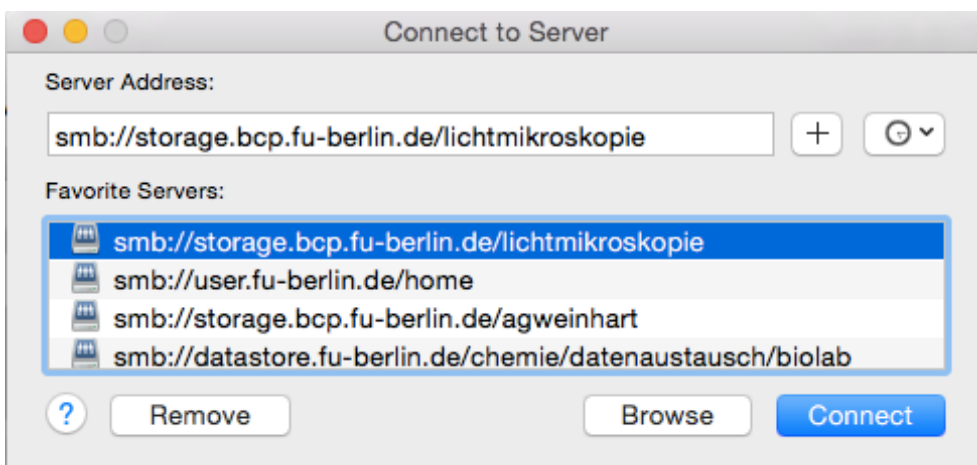 Connect to Server
Server Address:
smb://storage.bcp.fu-berlin.de/lichtmikroskopie
Favorite Servers:
smb://storage.bcp.fu-berlin.de/lichtmikroskopie
smb://user.fu-berlin.de/home
smb://storage.bcp.fu-berlin.de/agweinhart
smb://datastore.fu-berlin.de/chemie/datenaustausch/biolab
? Remove Browse Connect